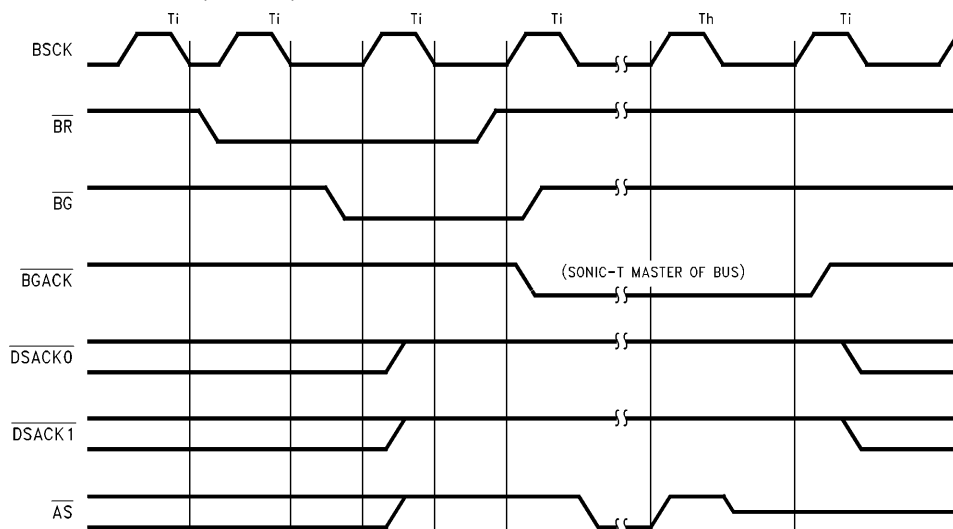 Ti Ti Ti Ti Th Ti
BSCK
BR
BG
BGACK
(SONIC-T MASTER OF BUS)
DSACK0
DSACK1
AS